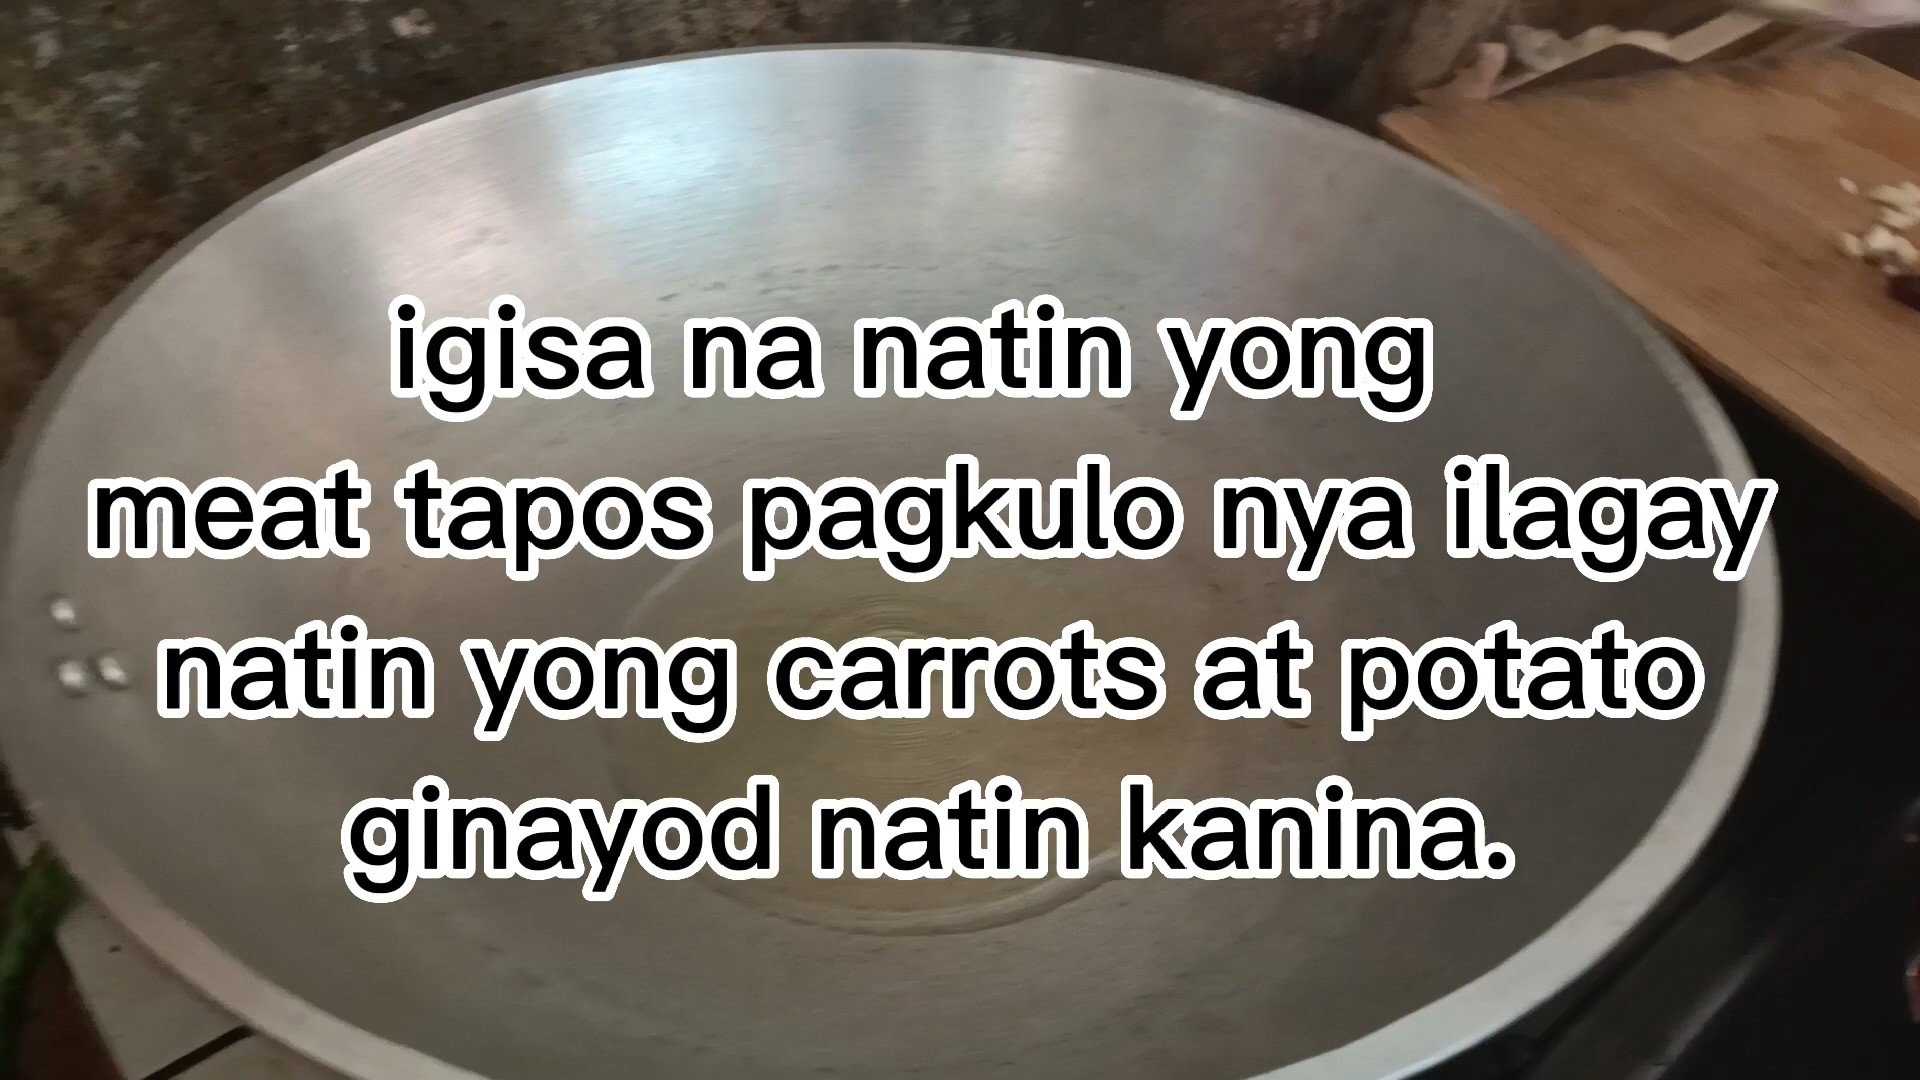 igisa na natin yong
meat tapos pagkulo nya ilagay
natin yong carrots at potato
ginayod natin kanina.